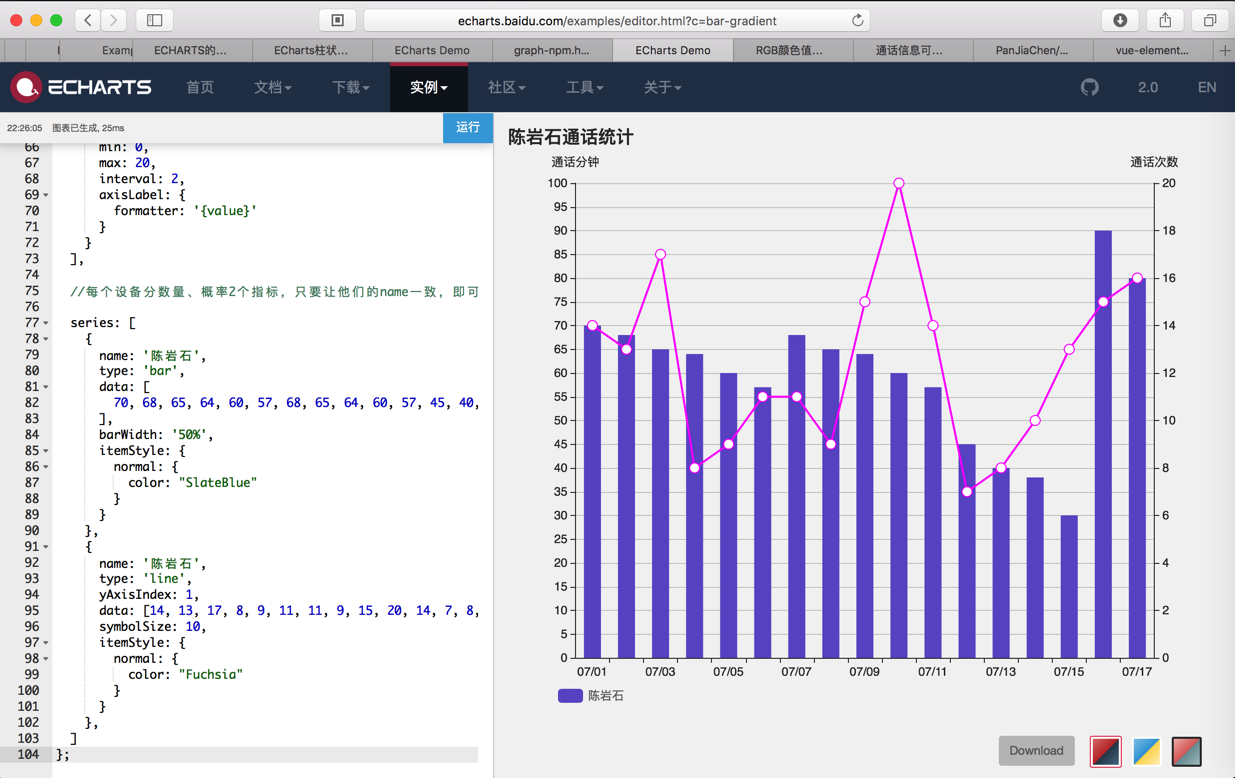 echarts.baidu.com/examples/editor.html?c=bar-gradient
Examp
ECHARTS的...
ECharts柱状...
ECharts Demo
graph-npm.h...
ECharts Demo
RGB颜色值...
通话信息可...
PanJiaChen/...
vue-element...
ECHARTS
首页
文档
下载
实例
社区
工具
关于
2.0
EN
22:26:05 图表已生成, 25ms
运行
66 min: 0,
67 max: 20,
68 interval: 2,
69 axisLabel: {
70 formatter: '{value}'
71 }
72 }
73 ],
74
75 //每个设备分数量、概率2个指标，只要让他们的name一致，即可
76
77 series: [
78 {
79 name: '陈岩石',
80 type: 'bar',
81 data: [
82 70, 68, 65, 64, 60, 57, 68, 65, 64, 60, 57, 45, 40,
83 ],
84 barWidth: '50%',
85 itemStyle: {
86 normal: {
87 color: "SlateBlue"
88 }
89 }
90 },
91 {
92 name: '陈岩石',
93 type: 'line',
94 yAxisIndex: 1,
95 data: [14, 13, 17, 8, 9, 11, 11, 9, 15, 20, 14, 7, 8,
96 symbolSize: 10,
97 itemStyle: {
98 normal: {
99 color: "Fuchsia"
100 }
101 }
102 },
103 ]
104 };
陈岩石通话统计
通话分钟
通话次数
100
95
90
85
80
75
70
65
60
55
50
45
40
35
30
25
20
15
10
5
0
20
18
16
14
12
10
8
6
4
2
0
07/01
07/03
07/05
07/07
07/09
07/11
07/13
07/15
07/17
陈岩石
Download